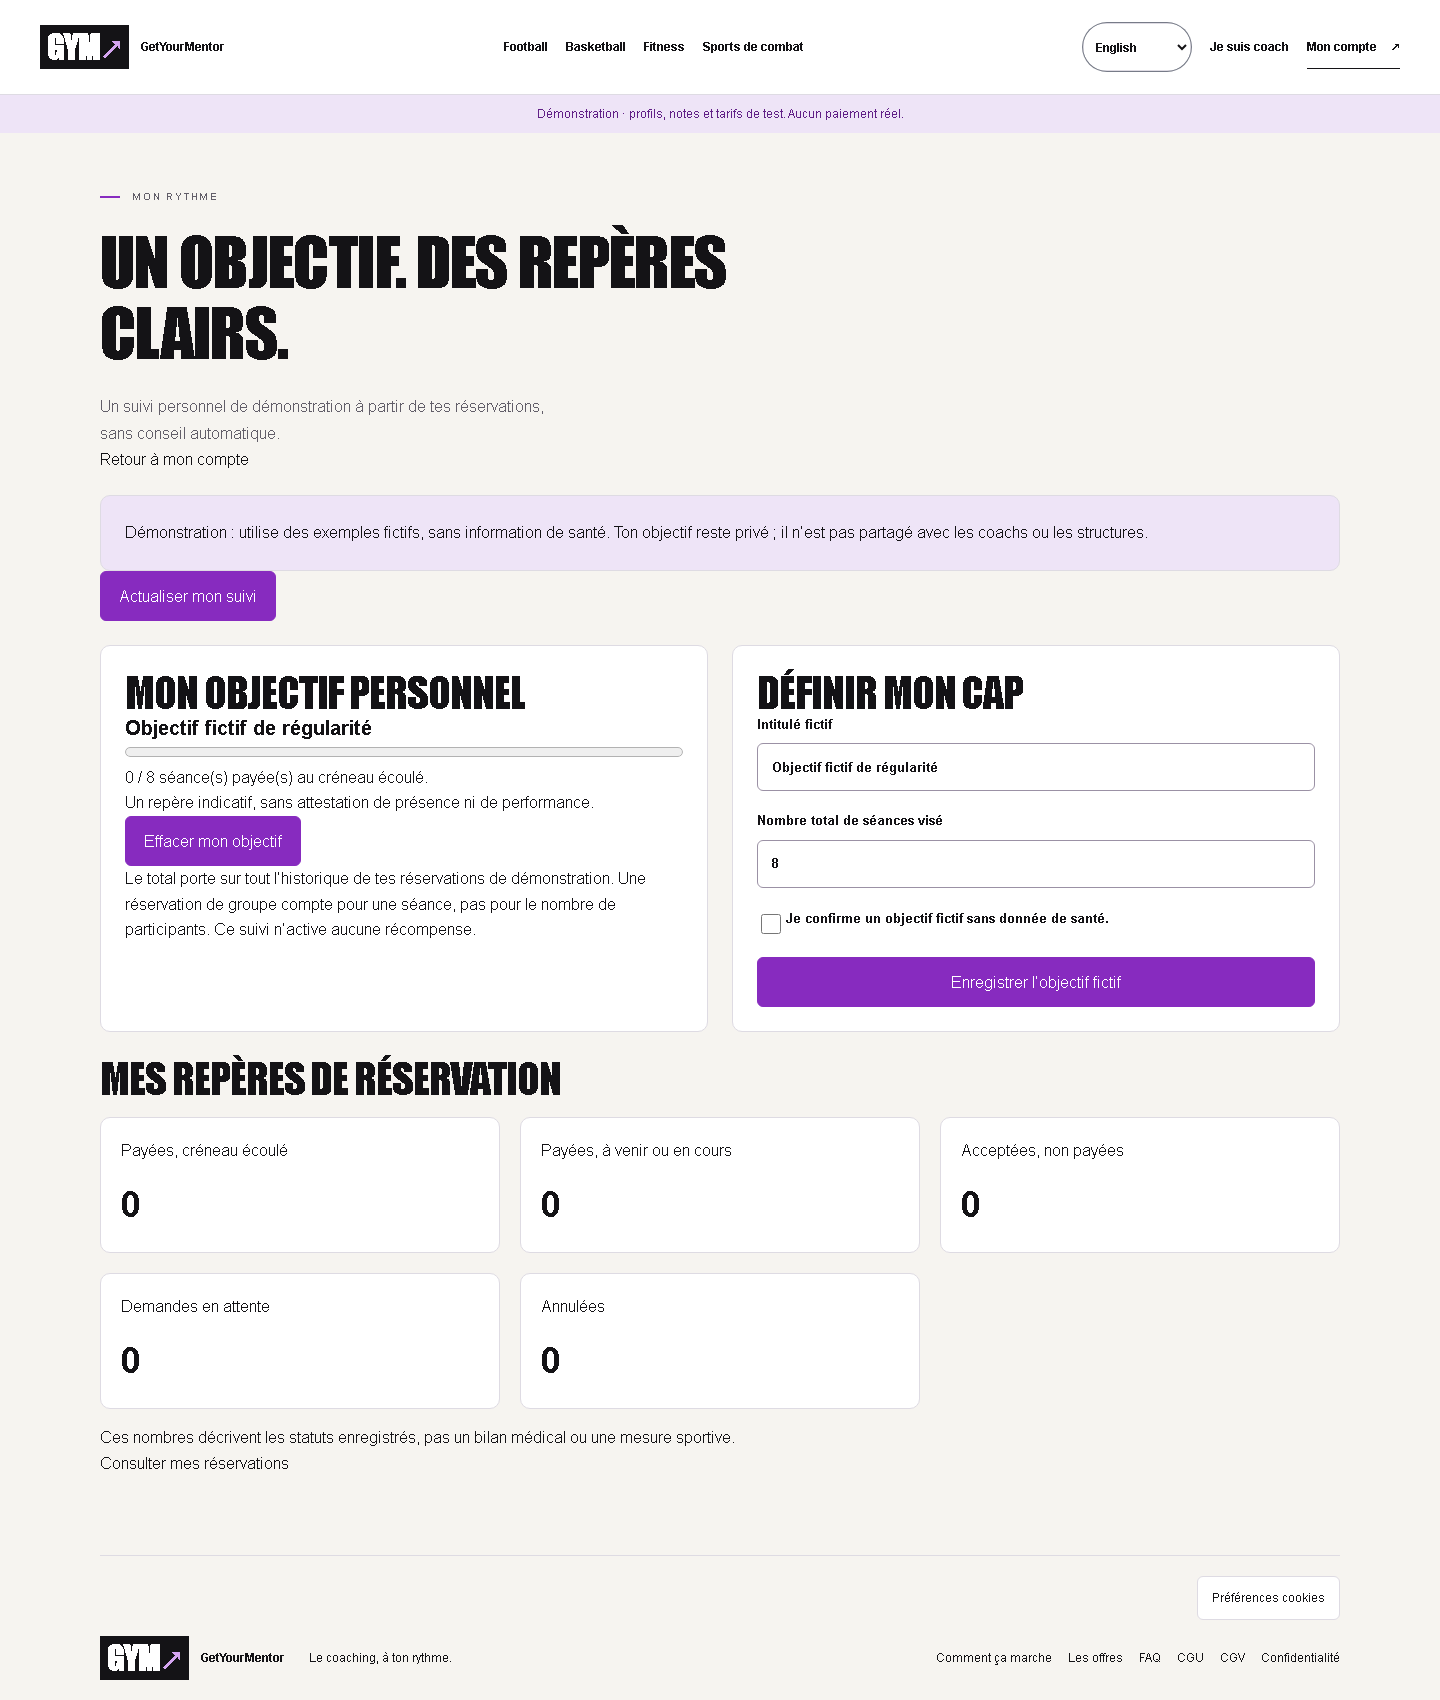 GYM↗ GetYourMentor
Football Basketball Fitness Sports de combat
English Je suis coach Mon compte ↗
Démonstration · profils, notes et tarifs de test. Aucun paiement réel.
MON RYTHME
UN OBJECTIF. DES REPÈRES
CLAIRS.
Un suivi personnel de démonstration à partir de tes réservations,
sans conseil automatique.
Retour à mon compte
Démonstration : utilise des exemples fictifs, sans information de santé. Ton objectif reste privé ; il n'est pas partagé avec les coachs ou les structures.
Actualiser mon suivi
MON OBJECTIF PERSONNEL
Objectif fictif de régularité
0 / 8 séance(s) payée(s) au créneau écoulé.
Un repère indicatif, sans attestation de présence ni de performance.
Effacer mon objectif
Le total porte sur tout l'historique de tes réservations de démonstration. Une
réservation de groupe compte pour une séance, pas pour le nombre de
participants. Ce suivi n'active aucune récompense.
DÉFINIR MON CAP
Intitulé fictif
Objectif fictif de régularité
Nombre total de séances visé
8
Je confirme un objectif fictif sans donnée de santé.
Enregistrer l'objectif fictif
MES REPÈRES DE RÉSERVATION
Payées, créneau écoulé
0
Payées, à venir ou en cours
0
Acceptées, non payées
0
Demandes en attente
0
Annulées
0
Ces nombres décrivent les statuts enregistrés, pas un bilan médical ou une mesure sportive.
Consulter mes réservations
Préférences cookies
GYM↗ GetYourMentor Le coaching, à ton rythme.
Comment ça marche Les offres FAQ CGU CGV Confidentialité